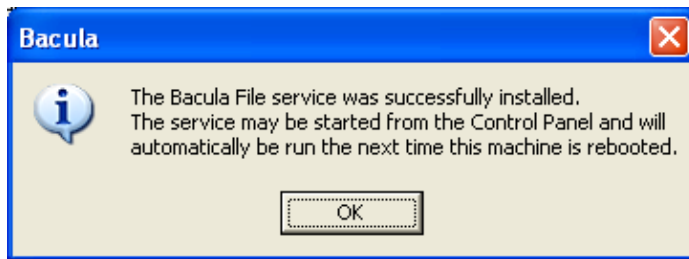 Bacula
The Bacula File service was successfully installed.
The service may be started from the Control Panel and will
automatically be run the next time this machine is rebooted.
OK